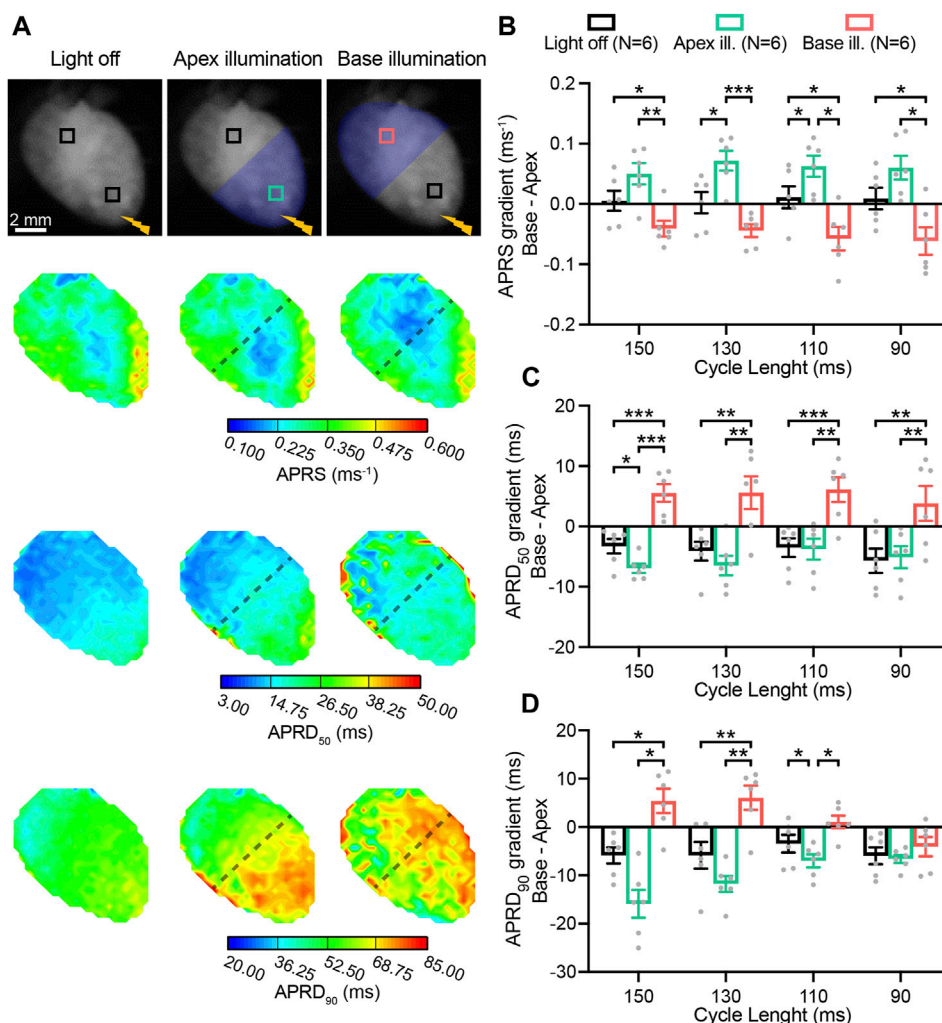 A
Light off
Apex illumination
Base illumination
2 mm
0.100
0.225
0.350
0.475
0.600
APRS (ms⁻¹)
3.00
14.75
26.50
38.25
50.00
APRD₅₀ (ms)
20.00
36.25
52.50
68.75
85.00
APRD₉₀ (ms)
B
Light off (N=6)
Apex ill. (N=6)
Base ill. (N=6)
APRS gradient (ms⁻¹)
Base - Apex
0.2
0.1
0.0
-0.1
-0.2
*
**
*
***
*
*
*
*
*
150
130
110
90
Cycle Lenght (ms)
C
APRD₅₀ gradient (ms)
Base - Apex
20
10
0
-10
-20
***
***
*
**
**
***
**
**
**
150
130
110
90
Cycle Lenght (ms)
D
APRD₉₀ gradient (ms)
Base - Apex
20
10
0
-10
-20
-30
*
*
**
**
*
*
150
130
110
90
Cycle Lenght (ms)